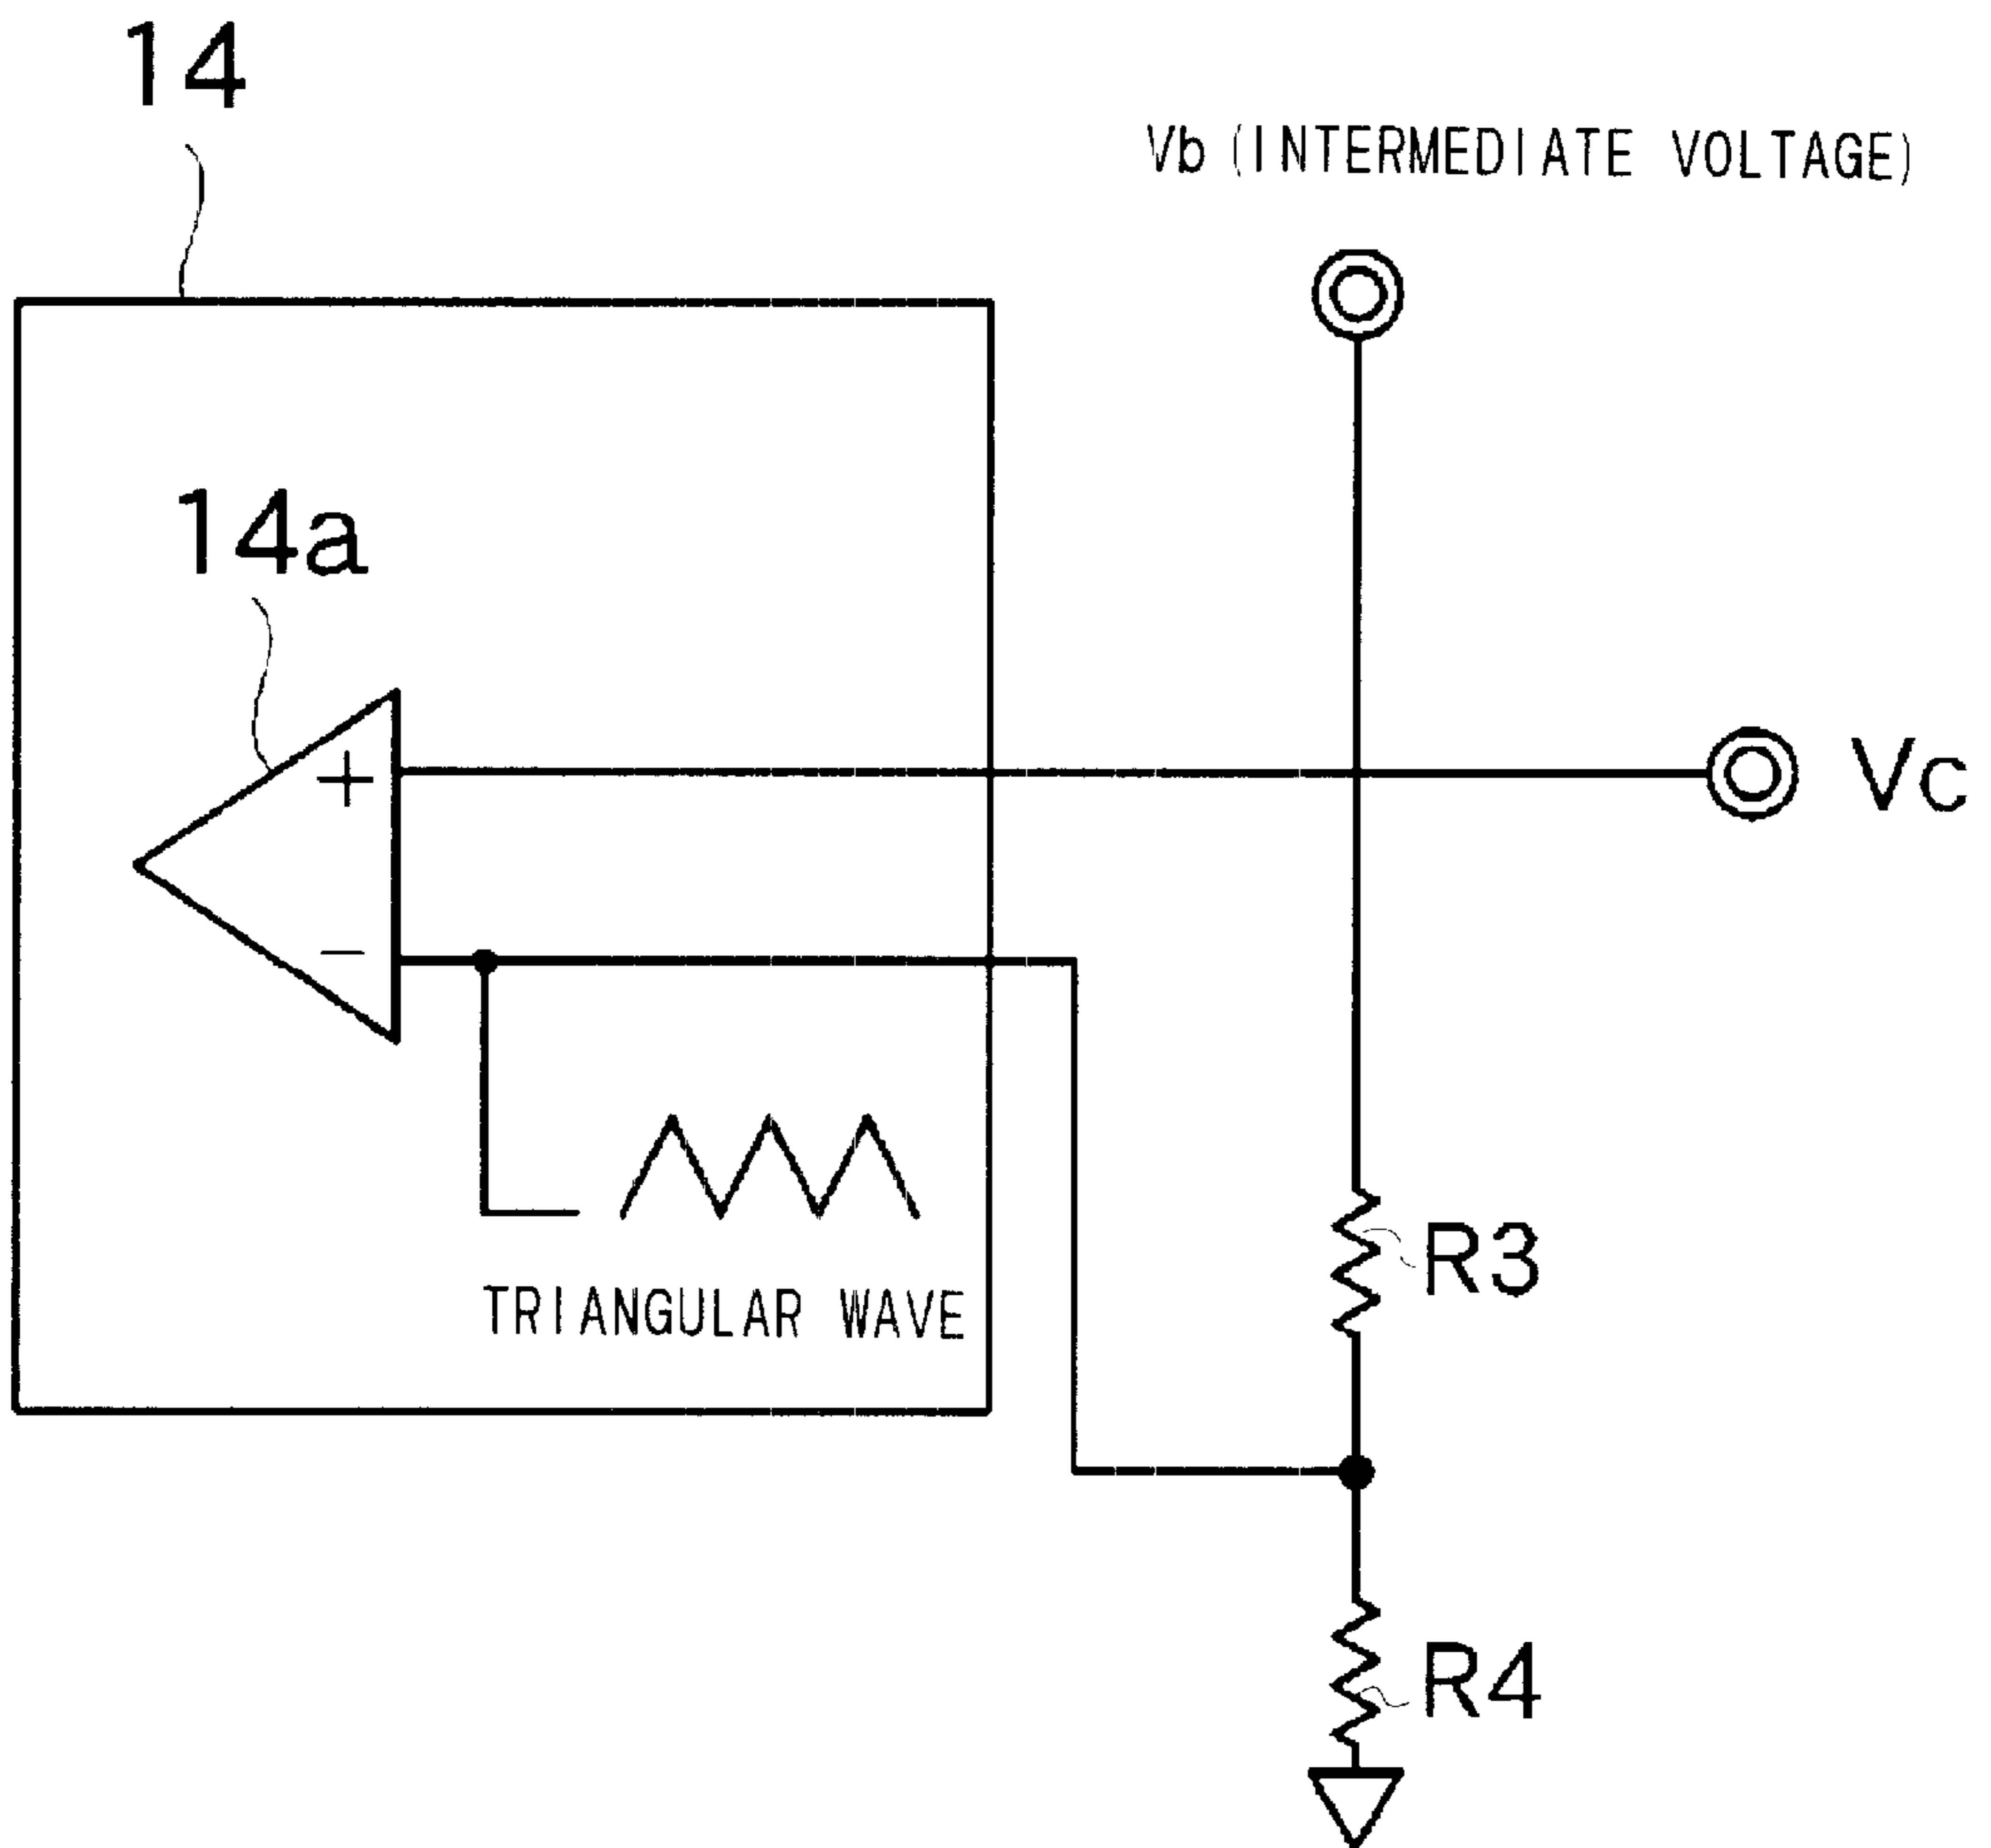 14
Vb (INTERMEDIATE VOLTAGE)
14a
+
Vc
−
R3
TRIANGULAR WAVE
R4